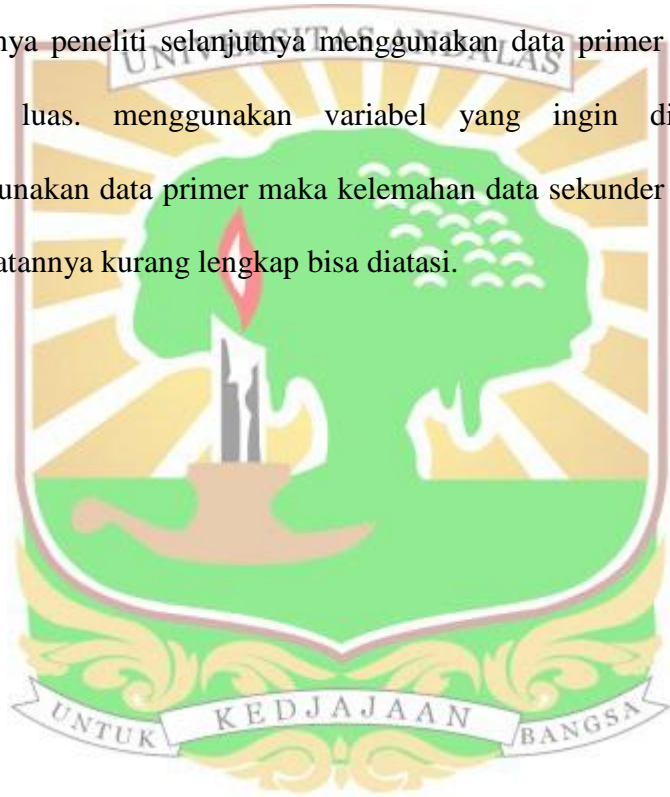 nya peneliti selanjutnya menggunakan data primer
UNIVERSITAS ANDALAS
luas. menggunakan variabel yang ingin di
unakan data primer maka kelemahan data sekunder
atannya kurang lengkap bisa diatasi.
UNTUK KEDJAJAAN BANGSA